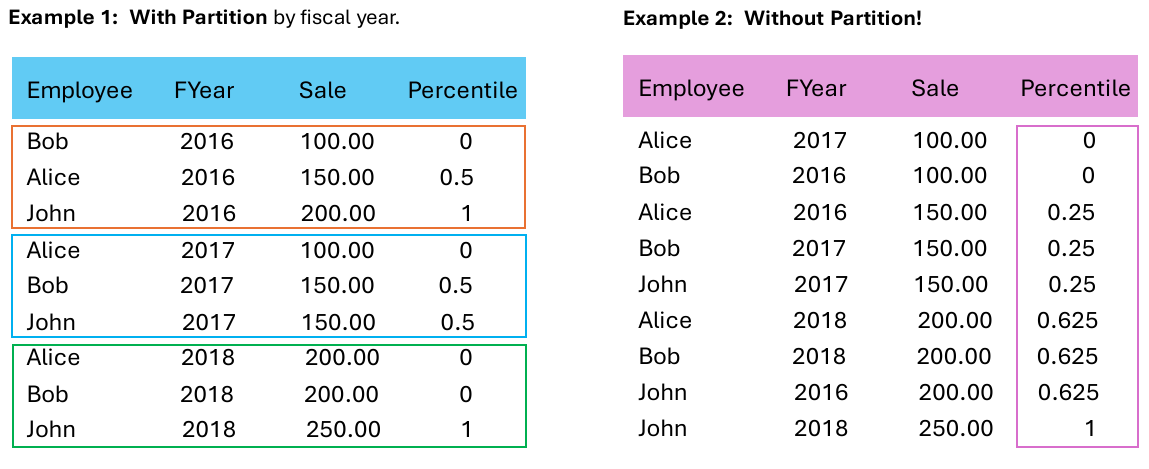 Example 1: With Partition by fiscal year.
Employee FYear Sale Percentile
Bob 2016 100.00 0
Alice 2016 150.00 0.5
John 2016 200.00 1
Alice 2017 100.00 0
Bob 2017 150.00 0.5
John 2017 150.00 0.5
Alice 2018 200.00 0
Bob 2018 200.00 0
John 2018 250.00 1
Example 2: Without Partition!
Employee FYear Sale Percentile
Alice 2017 100.00 0
Bob 2016 100.00 0
Alice 2016 150.00 0.25
Bob 2017 150.00 0.25
John 2017 150.00 0.25
Alice 2018 200.00 0.625
Bob 2018 200.00 0.625
John 2016 200.00 0.625
John 2018 250.00 1